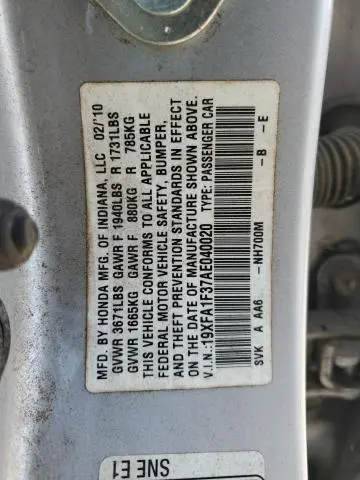 MFD. BY HONDA MFG. OF INDIANA, LLC 02/'10
GVWR 3671LBS GAWR F 1940LBS R 1731LBS
GVWR 1665KG GAWR F 880KG R 785KG
THIS VEHICLE CONFORMS TO ALL APPLICABLE
FEDERAL MOTOR VEHICLE SAFETY, BUMPER,
AND THEFT PREVENTION STANDARDS IN EFFECT
ON THE DATE OF MANUFACTURE SHOWN ABOVE.
V.I.N.: 19XFA1F37AE040020 TYPE: PASSENGER CAR
SVK A AA6 -NH700M -B -E
SNE E1